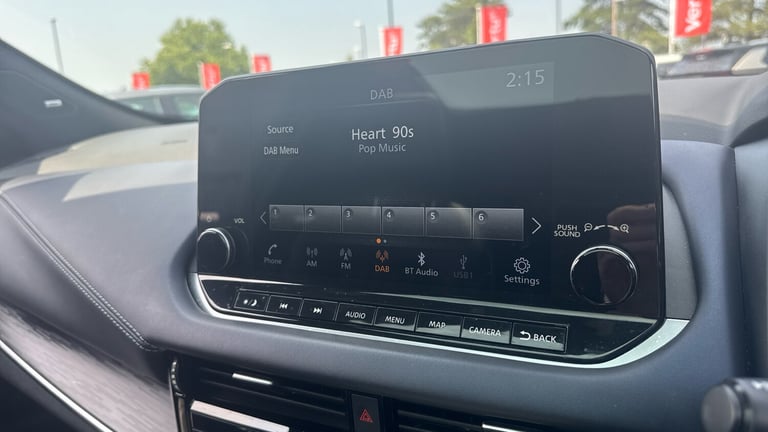 DAB
2:15
Source
Heart 90s
DAB Menu
Pop Music
1 2 3 4 5 6
VOL
PUSH SOUND
Phone
AM
FM
DAB
BT Audio
USB1
Settings
AUDIO
MENU
MAP
CAMERA
BACK